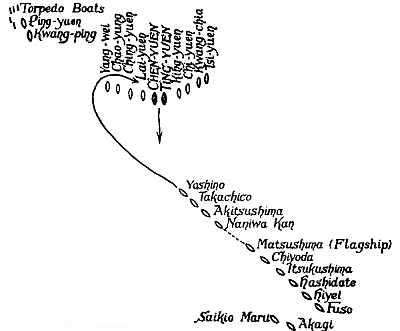 Torpedo Boats
Ping-yuen
Kwang-ping
Yang-wei
Chao-yung
Ching-yuen
Lai-yuen
CHEN-YUEN
TING-YUEN
King-yuen
Chi-yuen
Kwang-chia
Tsi-yuen
Yoshino
Takachico
Akitsushima
Naniwa Kan
Matsushima (Flagship)
Chiyoda
Itsukushima
Hashidate
Hiyei
Fuso
Saikio Maru
Akagi